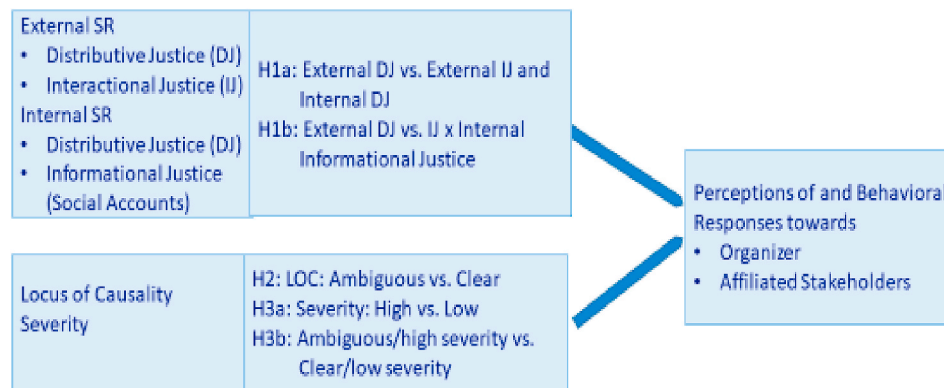 External SR
• Distributive Justice (DJ)
• Interactional Justice (IJ)
Internal SR
• Distributive Justice (DJ)
• Informational Justice
(Social Accounts)
H1a: External DJ vs. External IJ and
Internal DJ
H1b: External DJ vs. IJ x Internal
Informational Justice
Perceptions of and Behavioral
Responses towards
• Organizer
• Affiliated Stakeholders
Locus of Causality
Severity
H2: LOC: Ambiguous vs. Clear
H3a: Severity: High vs. Low
H3b: Ambiguous/high severity vs.
Clear/low severity